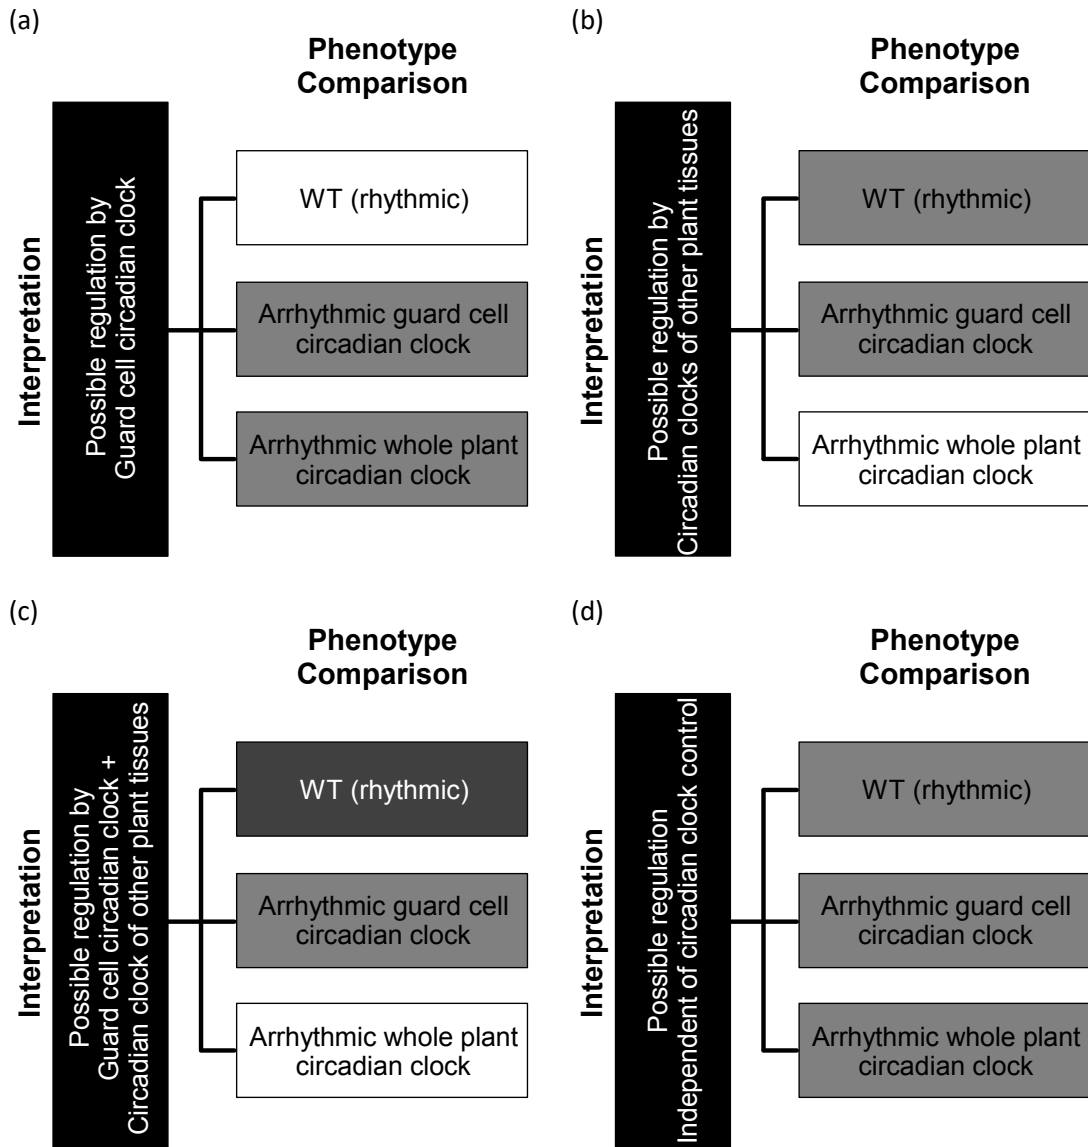 (a)
Phenotype
Comparison
Interpretation
Possible regulation by
Guard cell circadian clock
WT (rhythmic)
Arrhythmic guard cell
circadian clock
Arrhythmic whole plant
circadian clock
(b)
Phenotype
Comparison
Interpretation
Possible regulation by
Circadian clocks of other plant tissues
WT (rhythmic)
Arrhythmic guard cell
circadian clock
Arrhythmic whole plant
circadian clock
(c)
Phenotype
Comparison
Interpretation
Possible regulation by
Guard cell circadian clock +
Circadian clock of other plant tissues
WT (rhythmic)
Arrhythmic guard cell
circadian clock
Arrhythmic whole plant
circadian clock
(d)
Phenotype
Comparison
Interpretation
Possible regulation
Independent of circadian clock control
WT (rhythmic)
Arrhythmic guard cell
circadian clock
Arrhythmic whole plant
circadian clock